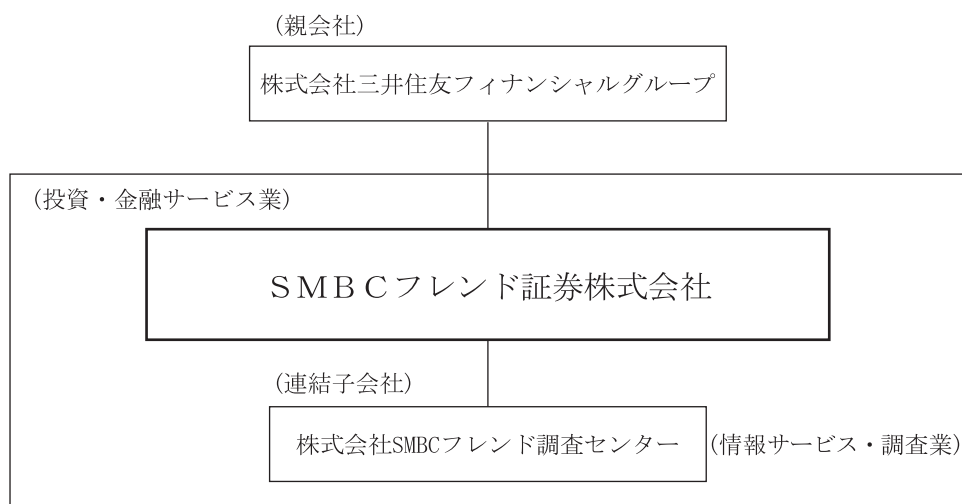 (親会社)
株式会社三井住友フィナンシャルグループ
(投資・金融サービス業)
ＳＭＢＣフレンド証券株式会社
(連結子会社)
株式会社SMBCフレンド調査センター
(情報サービス・調査業)